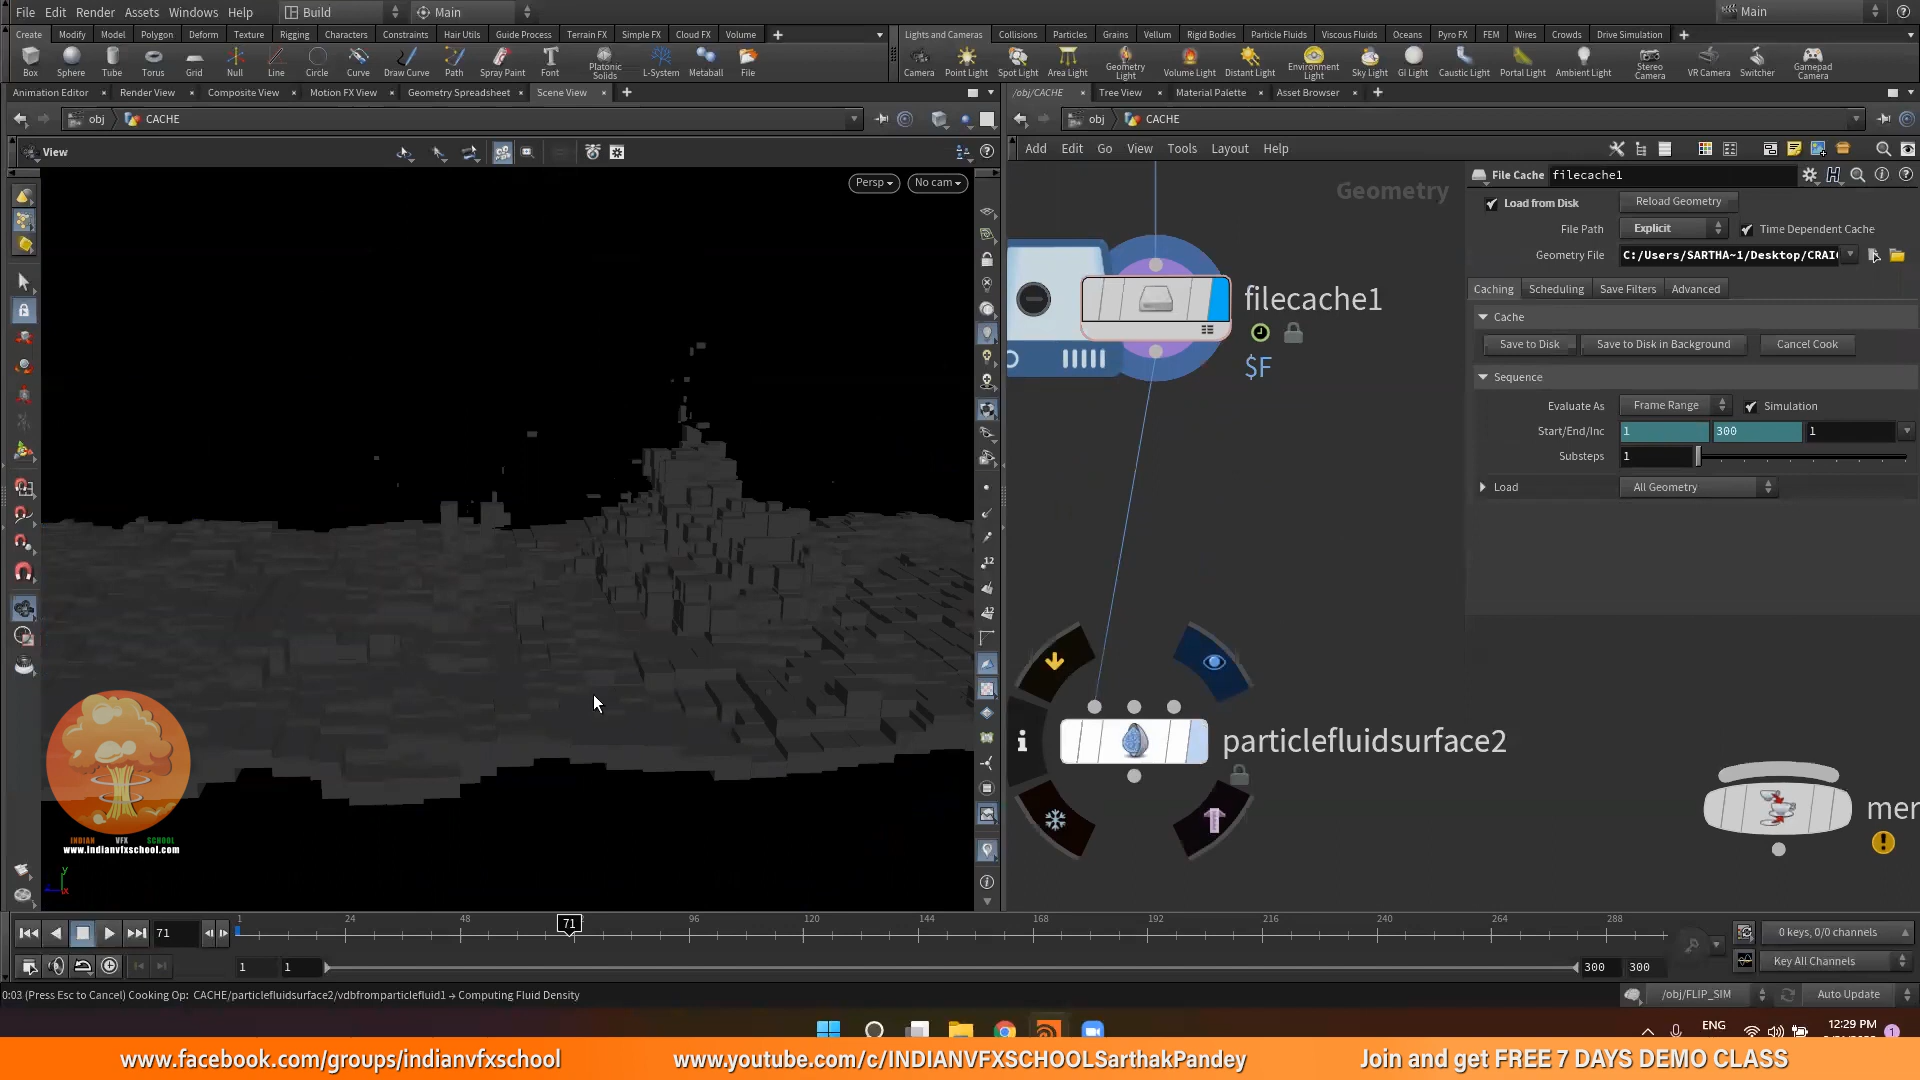 File Edit Render Assets Windows Help Build Main Main
Create Modify Model Polygon Deform Texture Rigging Characters Constraints Hair Utils Guide Process Terrain FX Simple FX Cloud FX Volume
Lights and Cameras Collisions Particles Grains Vellum Rigid Bodies Particle Fluids Viscous Fluids Oceans Pyro FX FEM Wires Crowds Drive Simulation
Box Sphere Tube Torus Grid Null Line Circle Curve Draw Curve Path Spray Paint Font Platonic Solids L-System Metaball File
Camera Point Light Spot Light Area Light Geometry Light Volume Light Distant Light Environment Light Sky Light GI Light Caustic Light Portal Light Ambient Light Stereo Camera VR Camera Switcher Gamepad Camera
Animation Editor Render View Composite View Motion FX View Geometry Spreadsheet Scene View
/obj/CACHE Tree View Material Palette Asset Browser
obj CACHE
obj CACHE
View
Add Edit Go View Tools Layout Help
Persp No cam
Geometry
File Cache filecache1
Load from Disk Reload Geometry
File Path Explicit Time Dependent Cache
Geometry File C:/Users/SARTHA~1/Desktop/CRAI
Caching Scheduling Save Filters Advanced
Cache
Save to Disk Save to Disk in Background Cancel Cook
Sequence
Evaluate As Frame Range Simulation
Start/End/Inc 1 300 1
Substeps 1
Load All Geometry
filecache1
$F
particlefluidsurface2
mer
12
12
INDIAN VFX SCHOOL
www.indianvfxschool.com
y
x
71
1 24 48 71 96 120 144 168 192 216 240 264 288
0 keys, 0/0 channels
1 1 300 300
Key All Channels
0:03 (Press Esc to Cancel) Cooking Op: CACHE/particlefluidsurface2/vdbfromparticlefluid1 → Computing Fluid Density
/obj/FLIP_SIM Auto Update
ENG 12:29 PM 1
www.facebook.com/groups/indianvfxschool
www.youtube.com/c/INDIANVFXSCHOOLSarthakPandey
Join and get FREE 7 DAYS DEMO CLASS